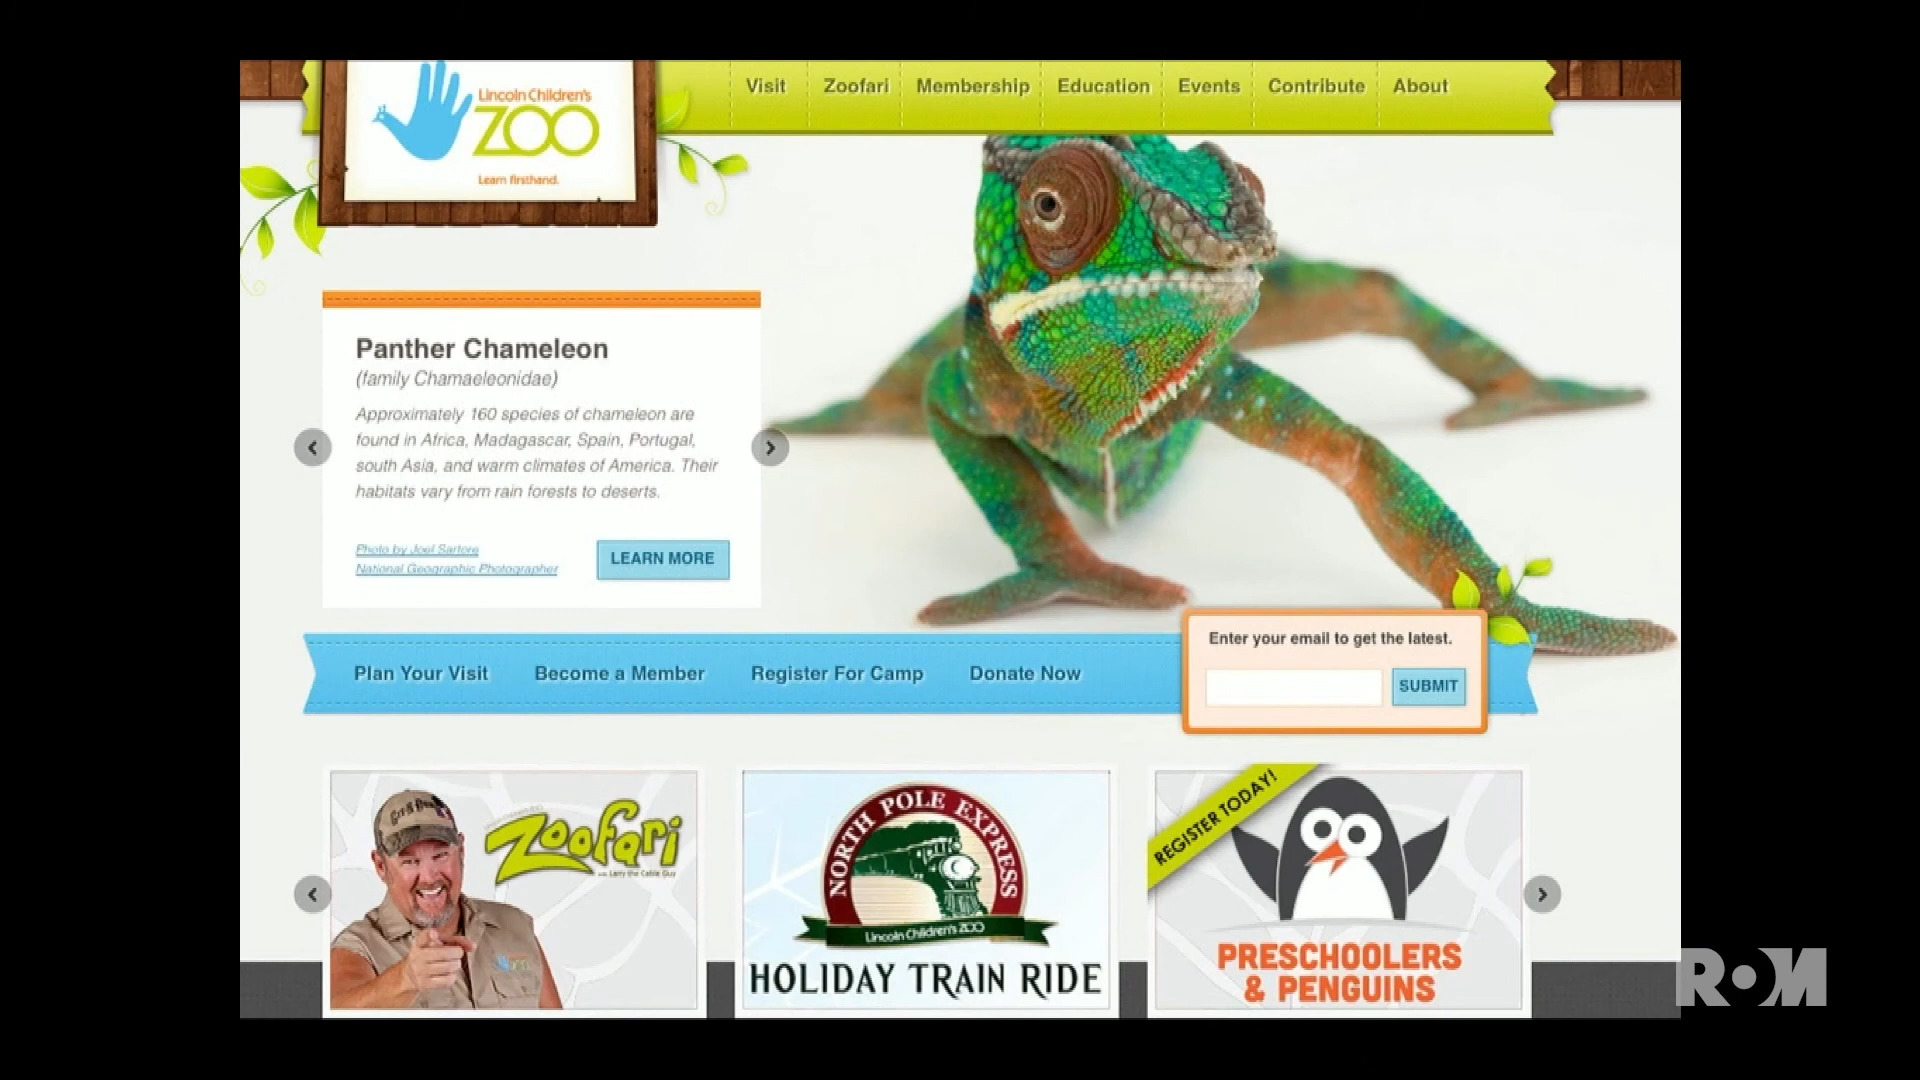 Lincoln Children's
ZOO
Learn firsthand.
Visit
Zoofari
Membership
Education
Events
Contribute
About
Panther Chameleon
(family Chamaeleonidae)
Approximately 160 species of chameleon are
found in Africa, Madagascar, Spain, Portugal,
south Asia, and warm climates of America. Their
habitats vary from rain forests to deserts.
Photo by Joel Sartore
National Geographic Photographer
LEARN MORE
Plan Your Visit
Become a Member
Register For Camp
Donate Now
Enter your email to get the latest.
SUBMIT
Zoofari
with Larry the Cable Guy
NORTH POLE EXPRESS
Lincoln Children's ZOO
HOLIDAY TRAIN RIDE
REGISTER TODAY!
PRESCHOOLERS
& PENGUINS
ROM